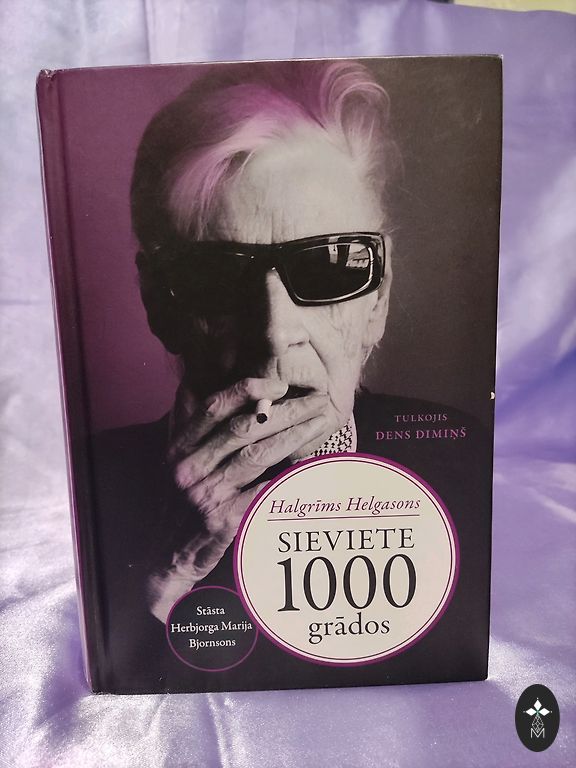 TULKOJIS
DENS DIMIŅŠ
Halgrīms Helgasons
SIEVIETE
1000
grādos
Stāsta
Herbjorga Marija
Bjornsons
M